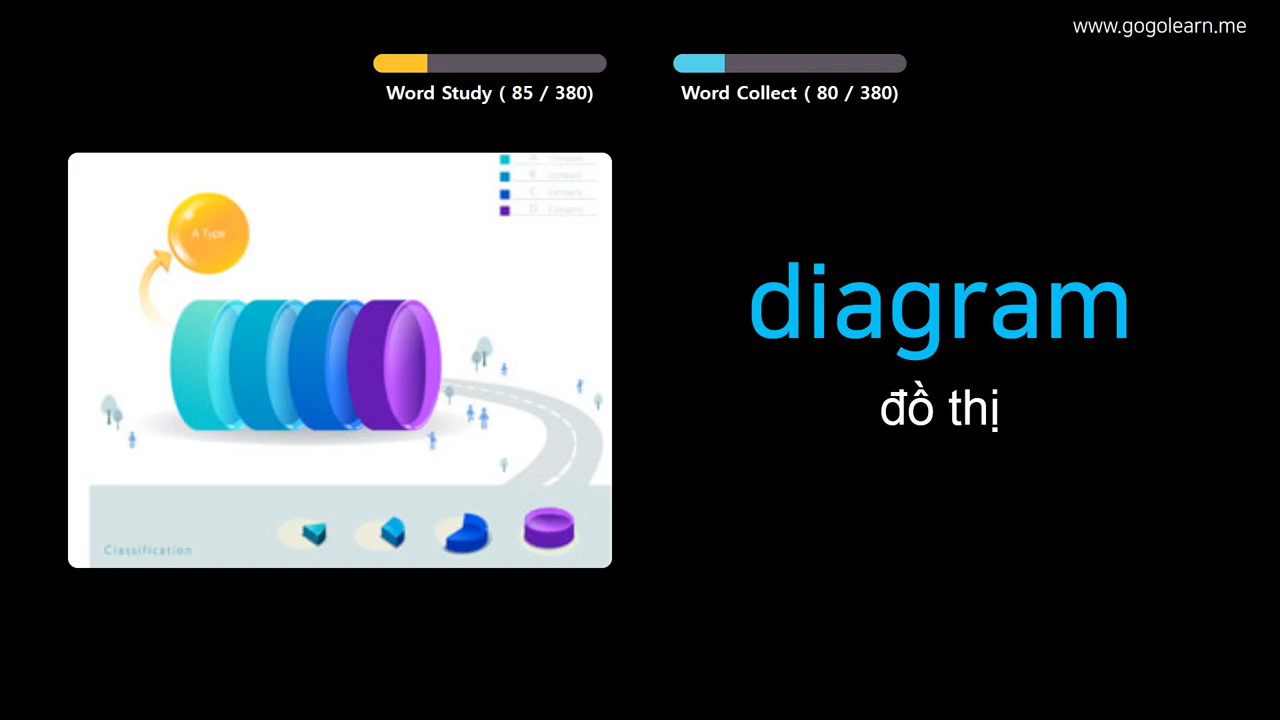 www.gogolearn.me
Word Study ( 85 / 380)
Word Collect ( 80 / 380)
A Type
diagram
đồ thị
Classification